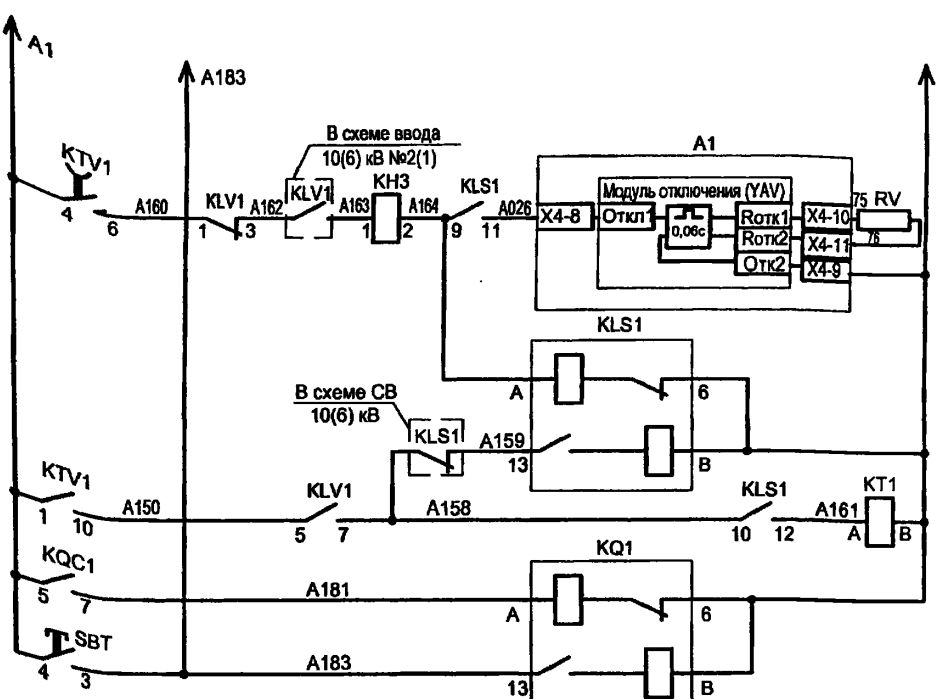 A1
A183
В схеме ввода
10(6) кВ №2(1)
A1
KTV1
4
6
A160
KLV1
1
3
A162
KLV1
A163
KH3
1
2
A164
KLS1
9
11
A026
X4-8
Модуль отключения (YAV)
Откл1
0,06с
Rотк1
Rотк2
Отк2
X4-10
X4-11
X4-9
75
RV
76
KLS1
A
6
В схеме СВ
10(6) кВ
KLS1
A159
13
B
KTV1
1
10
A150
KLV1
5
7
A158
KLS1
10
12
A161
KT1
A
B
KQC1
5
7
A181
KQ1
A
6
SBT
4
3
A183
13
B